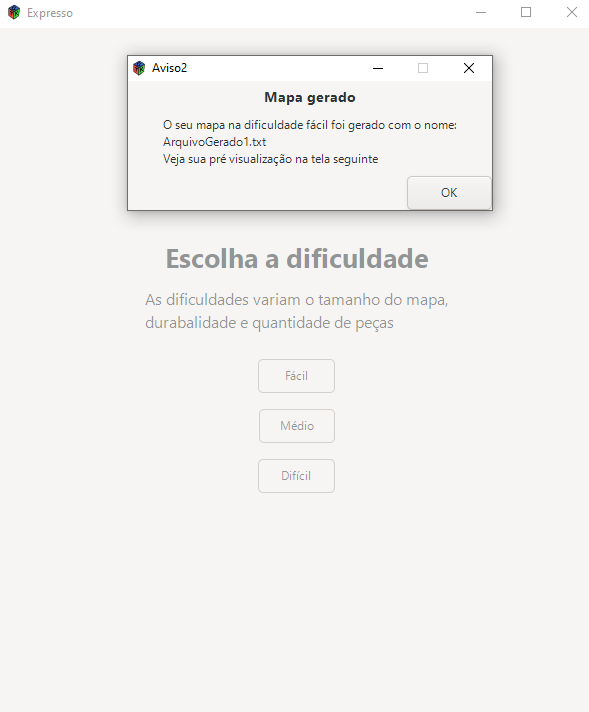 Expresso
Aviso2
Mapa gerado
O seu mapa na dificuldade fácil foi gerado com o nome:
ArquivoGerado1.txt
Veja sua pré visualização na tela seguinte
OK
Escolha a dificuldade
As dificuldades variam o tamanho do mapa,
durabalidade e quantidade de peças
Fácil
Médio
Difícil